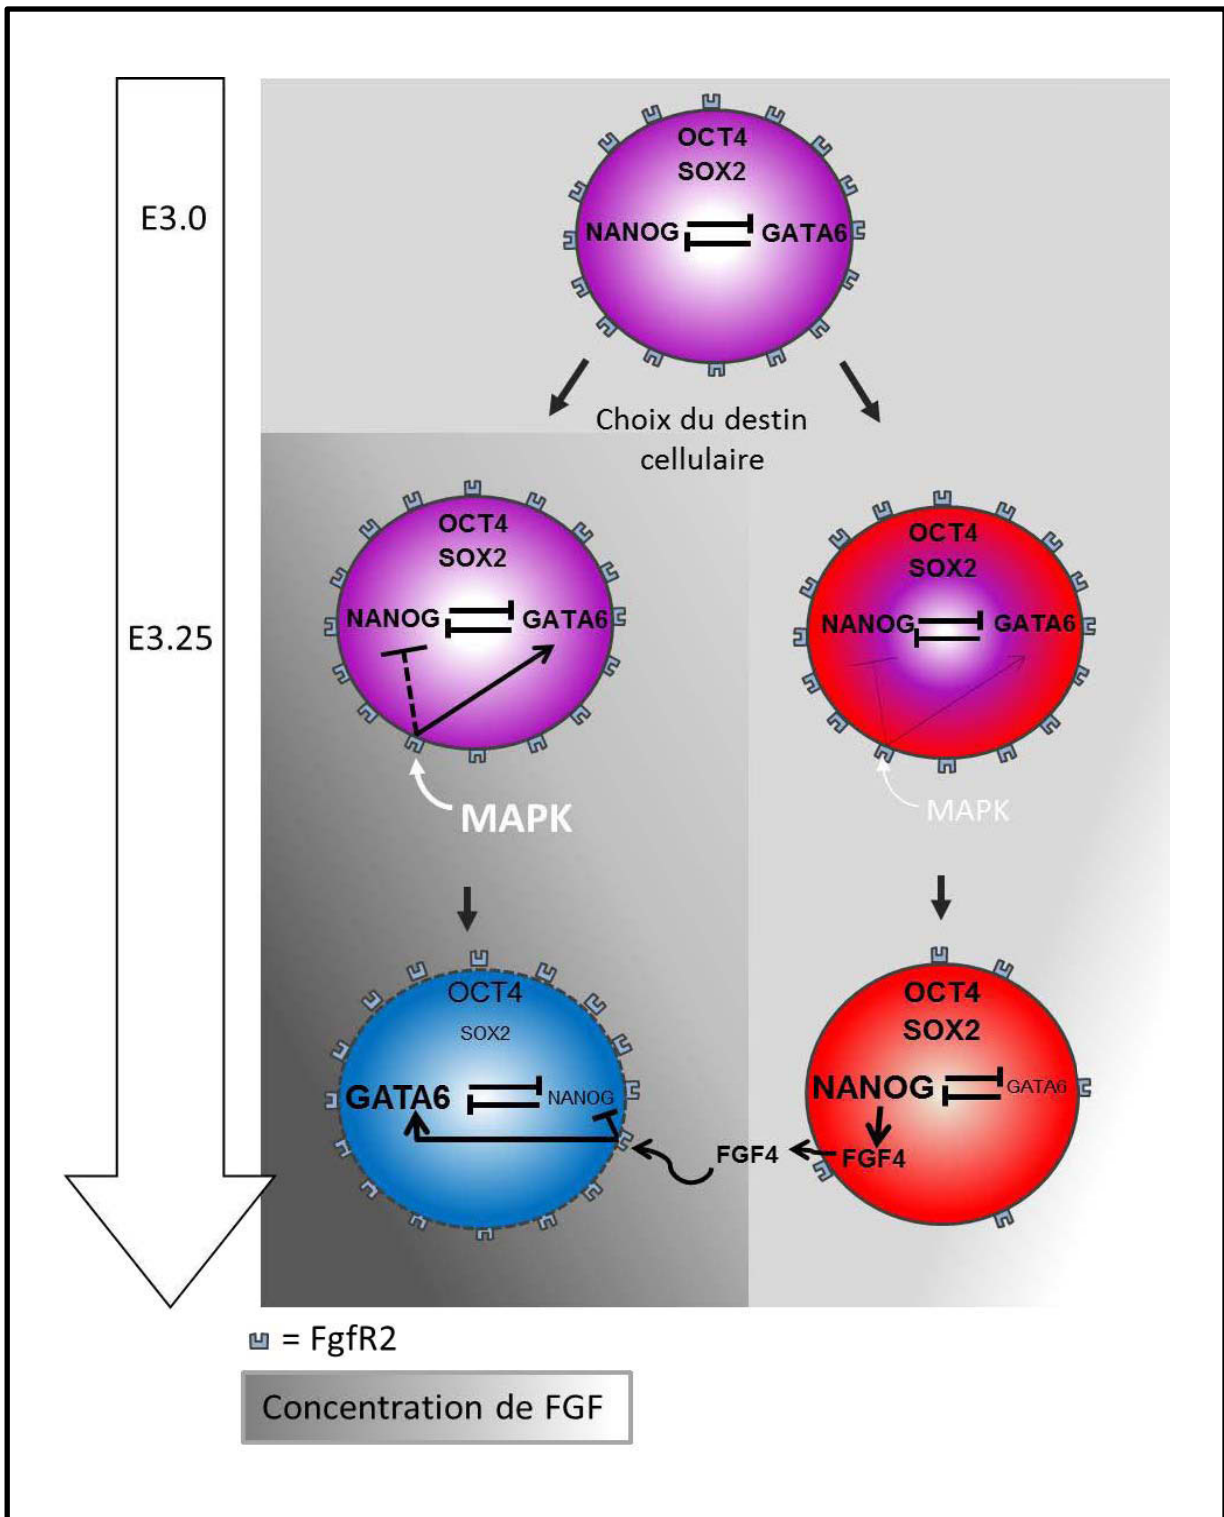 E3.0
OCT4
SOX2
NANOG GATA6
Choix du destin
cellulaire
E3.25
OCT4
SOX2
NANOG GATA6
MAPK
OCT4
SOX2
NANOG GATA6
MAPK
OCT4
SOX2
GATA6 NANOG
FGF4
OCT4
SOX2
NANOG GATA6
FGF4
= FgfR2
Concentration de FGF